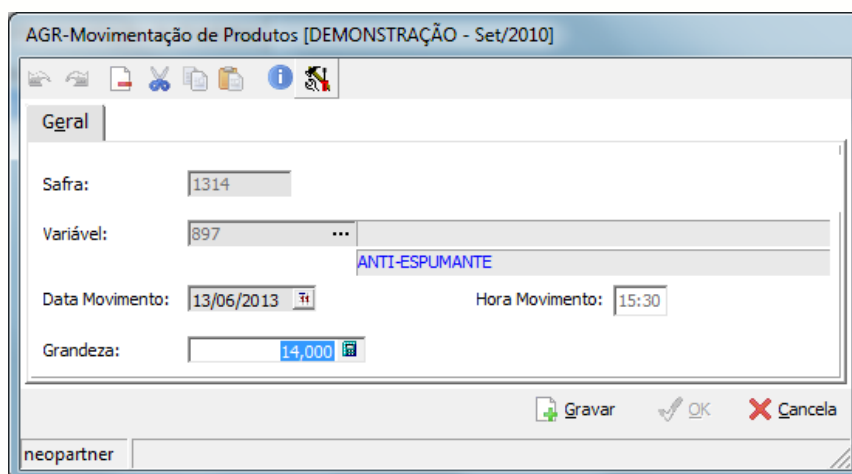 AGR-Movimentação de Produtos [DEMONSTRAÇÃO - Set/2010]
Geral
Safra: 1314
Variável: 897 ...
ANTI-ESPUMANTE
Data Movimento: 13/06/2013 Hora Movimento: 15:30
Grandeza: 14,000
Gravar OK Cancela
neopartner